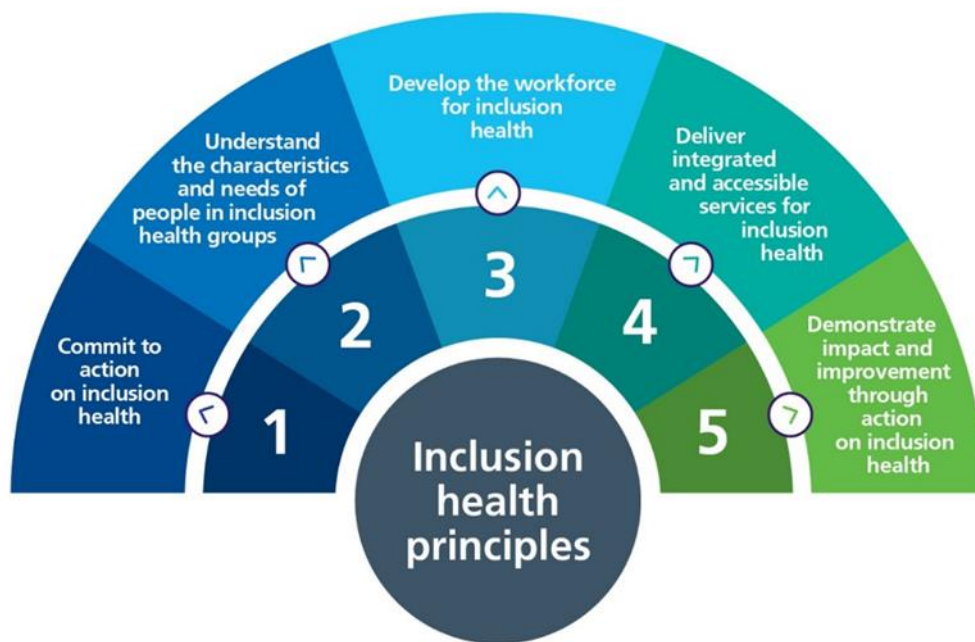 1
Commit to
action
on inclusion
health
2
Understand
the characteristics
and needs of
people in inclusion
health groups
3
Develop the workforce
for inclusion
health
4
Deliver
integrated
and accessible
services for
inclusion
health
5
Demonstrate
impact and
improvement
through
action
on inclusion
health
Inclusion
health
principles